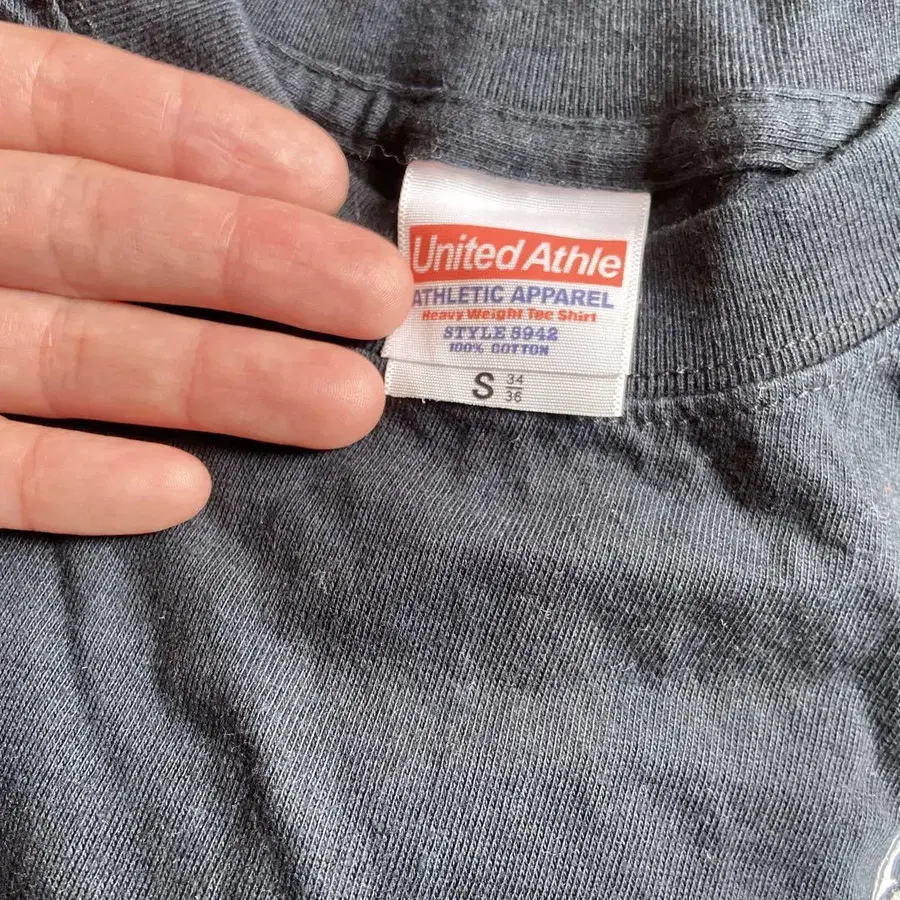 United Athle
ATHLETIC APPAREL
Heavy Weight Tee Shirt
STYLE 5942
100% COTTON
S 34
36